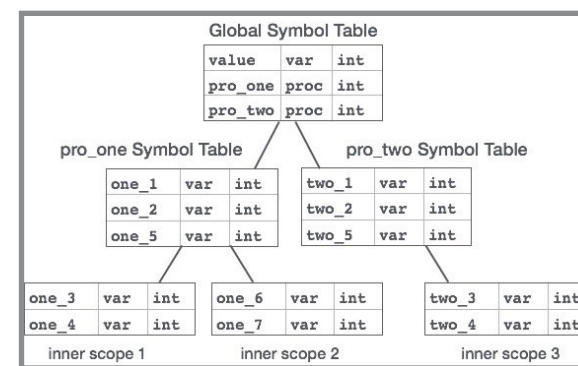 Global Symbol Table
value var int
pro_one proc int
pro_two proc int
pro_one Symbol Table
one_1 var int
one_2 var int
one_5 var int
pro_two Symbol Table
two_1 var int
two_2 var int
two_5 var int
one_3 var int
one_4 var int
inner scope 1
one_6 var int
one_7 var int
inner scope 2
two_3 var int
two_4 var int
inner scope 3